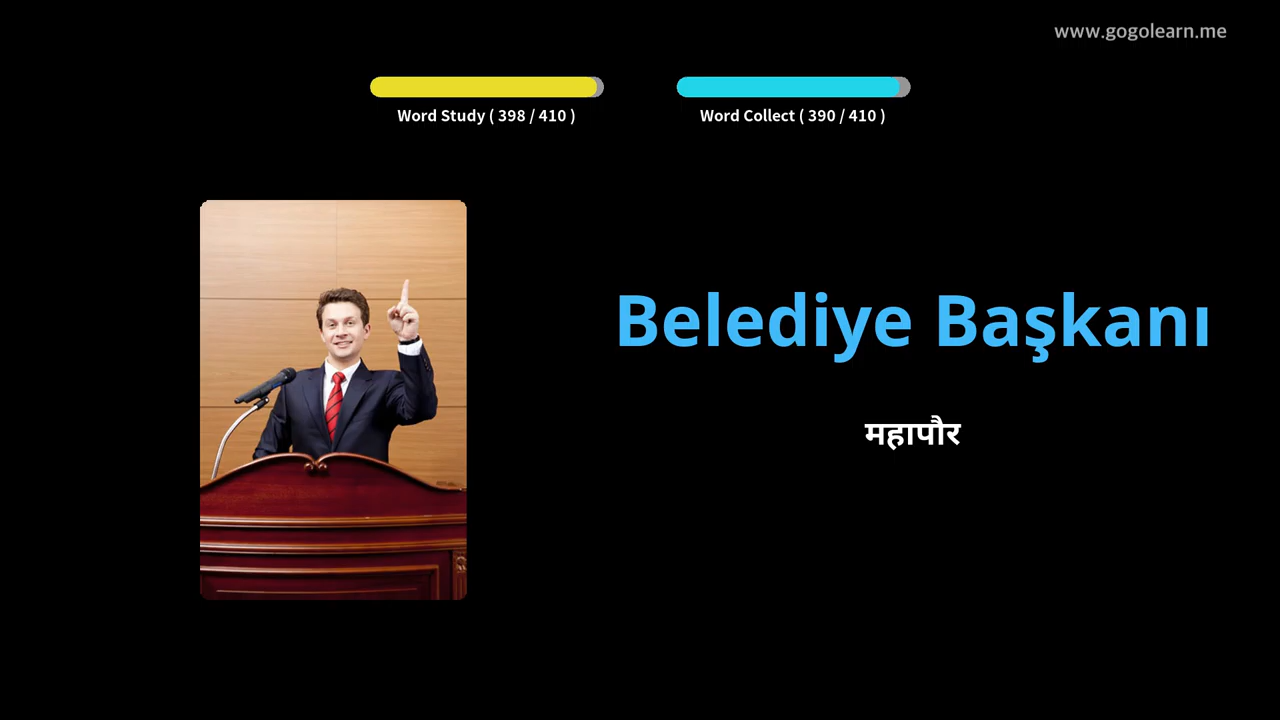 www.gogolearn.me
Word Study ( 398 / 410 )
Word Collect ( 390 / 410 )
Belediye Başkanı
महापौर